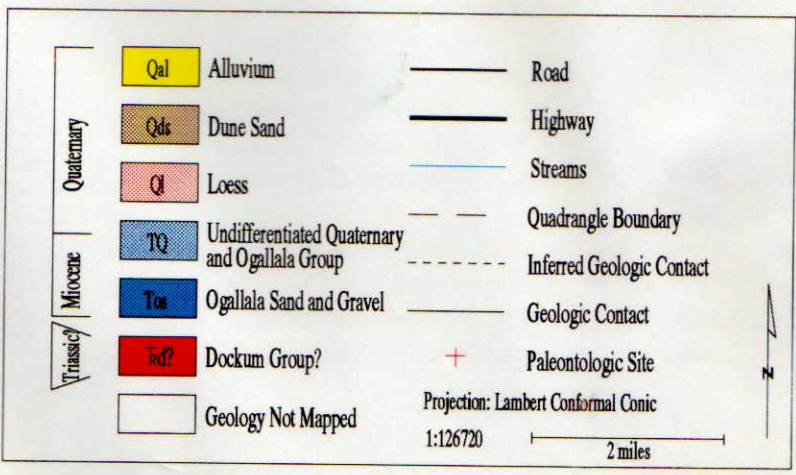 Quaternary
Miocene
Triassic?
Qal Alluvium
Qds Dune Sand
Ql Loess
TQ Undifferentiated Quaternary
and Ogallala Group
Tos Ogallala Sand and Gravel
Ꞧd? Dockum Group?
Geology Not Mapped
Road
Highway
Streams
Quadrangle Boundary
Inferred Geologic Contact
Geologic Contact
Paleontologic Site
Projection: Lambert Conformal Conic
1:126720
2 miles
N